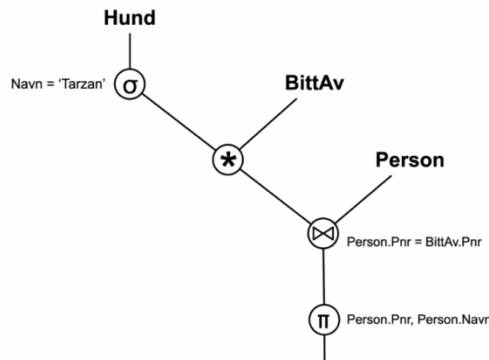 Hund
Navn = ‘Tarzan’
σ
BittAv
*
Person
⋈
Person.Pnr = BittAv.Pnr
π
Person.Pnr, Person.Navn